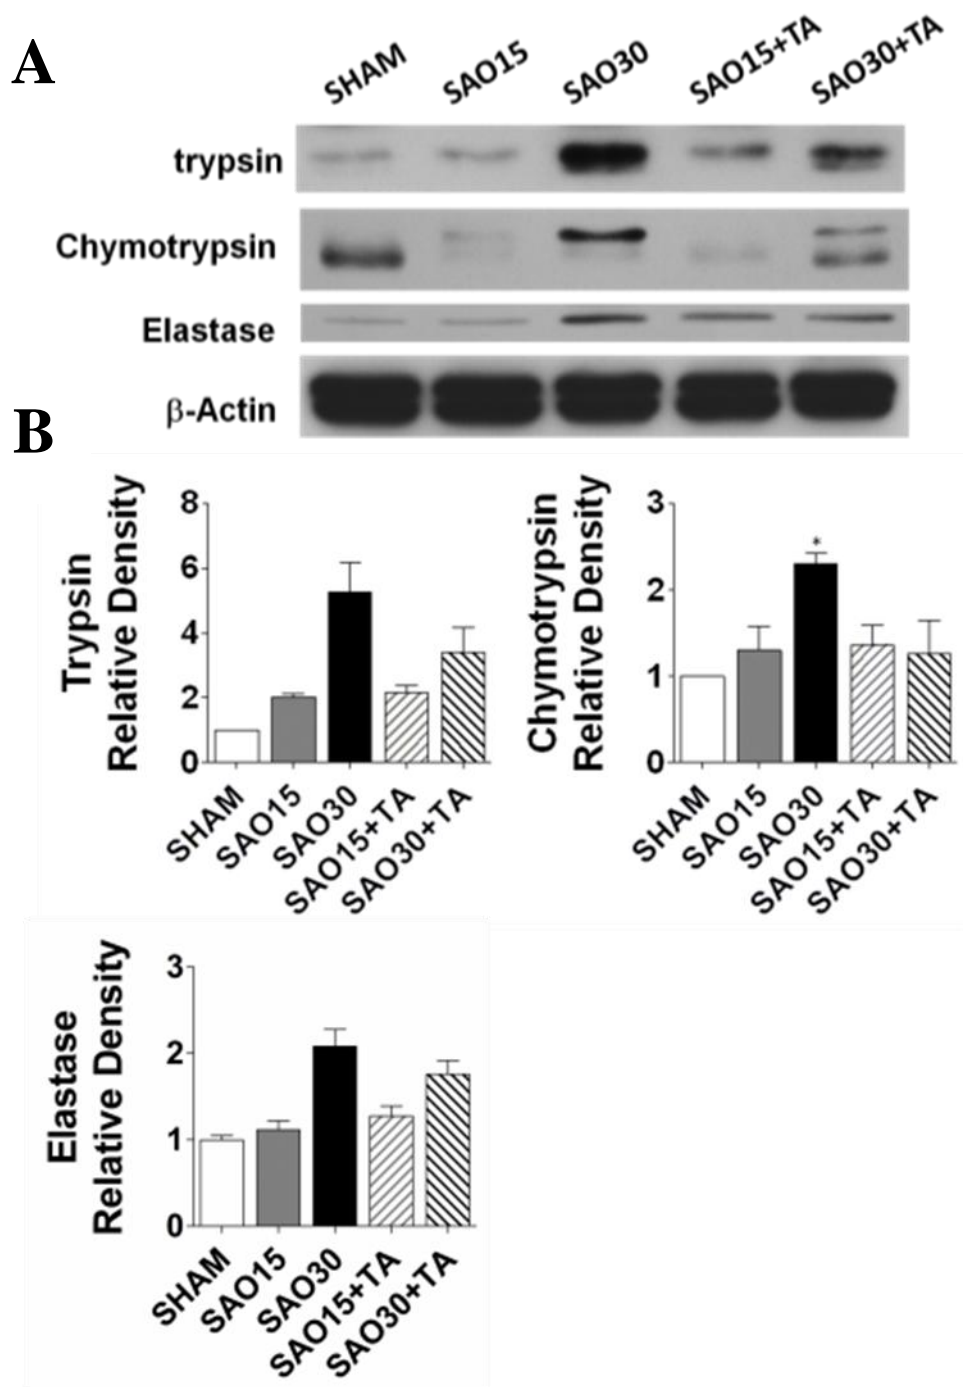 A
SHAM SAO15 SAO30 SAO15+TA SAO30+TA
trypsin
Chymotrypsin
Elastase
β-Actin
B
Trypsin
Relative Density
8
6
4
2
0
SHAM
SAO15
SAO30
SAO15+TA
SAO30+TA
Chymotrypsin
Relative Density
3
2
1
0
*
SHAM
SAO15
SAO30
SAO15+TA
SAO30+TA
Elastase
Relative Density
3
2
1
0
SHAM
SAO15
SAO30
SAO15+TA
SAO30+TA